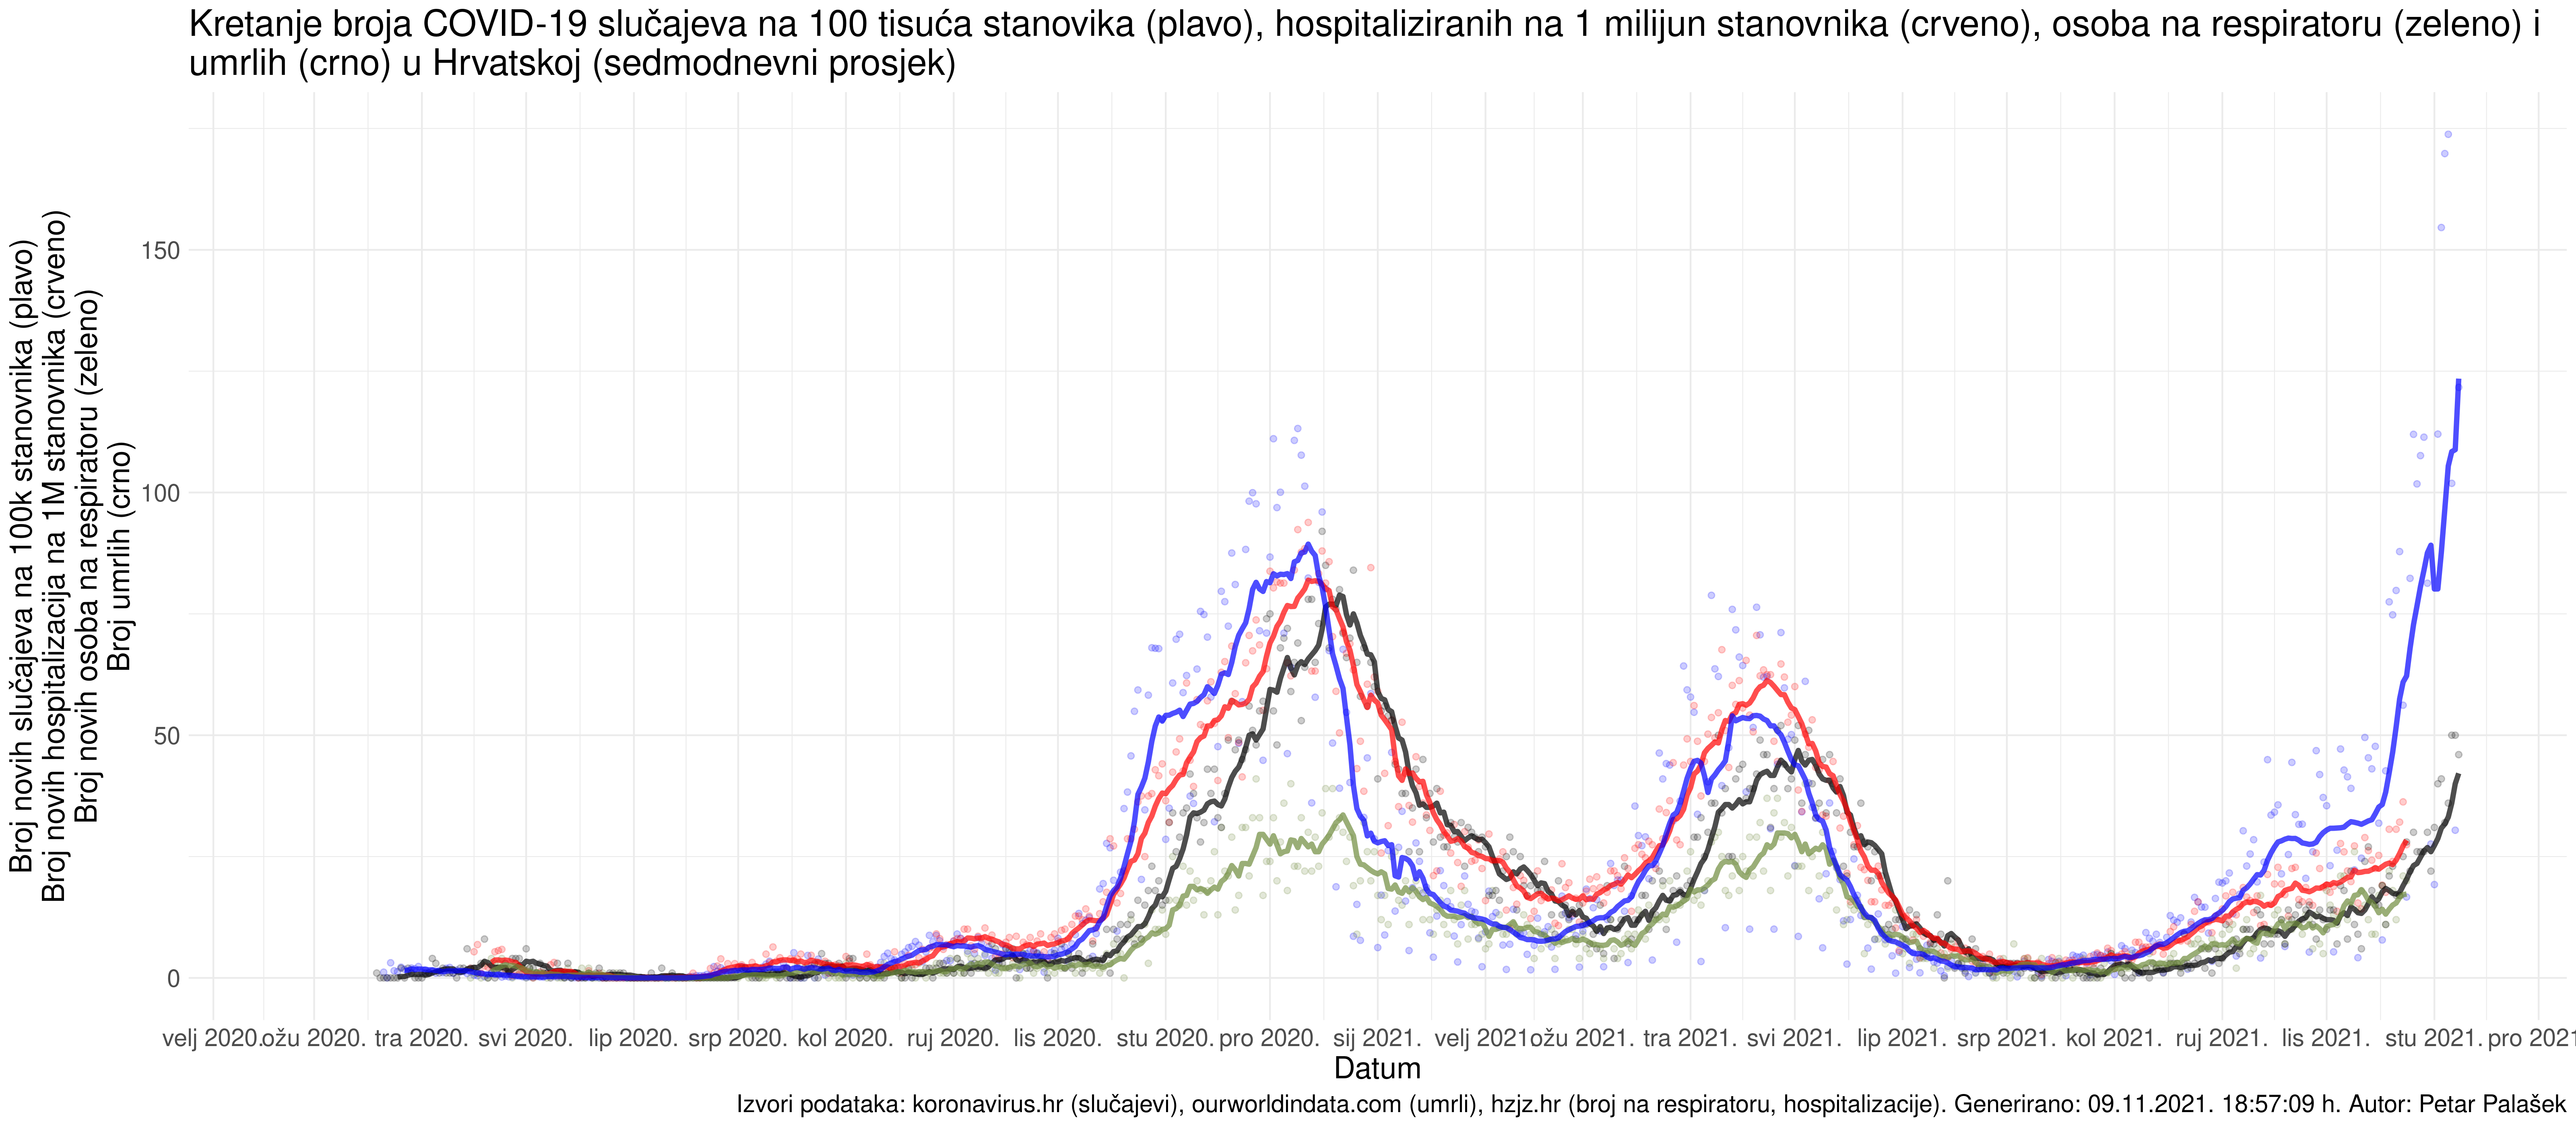 Kretanje broja COVID-19 slučajeva na 100 tisuća stanovika (plavo), hospitaliziranih na 1 milijun stanovnika (crveno), osoba na respiratoru (zeleno) i
umrlih (crno) u Hrvatskoj (sedmodnevni prosjek)
Broj novih slučajeva na 100k stanovnika (plavo)
Broj novih hospitalizacija na 1M stanovnika (crveno)
Broj novih osoba na respiratoru (zeleno)
Broj umrlih (crno)
150
100
50
0
velj 2020. ožu 2020. tra 2020. svi 2020. lip 2020. srp 2020. kol 2020. ruj 2020. lis 2020. stu 2020. pro 2020. sij 2021. velj 2021. ožu 2021. tra 2021. svi 2021. lip 2021. srp 2021. kol 2021. ruj 2021. lis 2021. stu 2021. pro 2021
Datum
Izvori podataka: koronavirus.hr (slučajevi), ourworldindata.com (umrli), hzjz.hr (broj na respiratoru, hospitalizacije). Generirano: 09.11.2021. 18:57:09 h. Autor: Petar Palašek